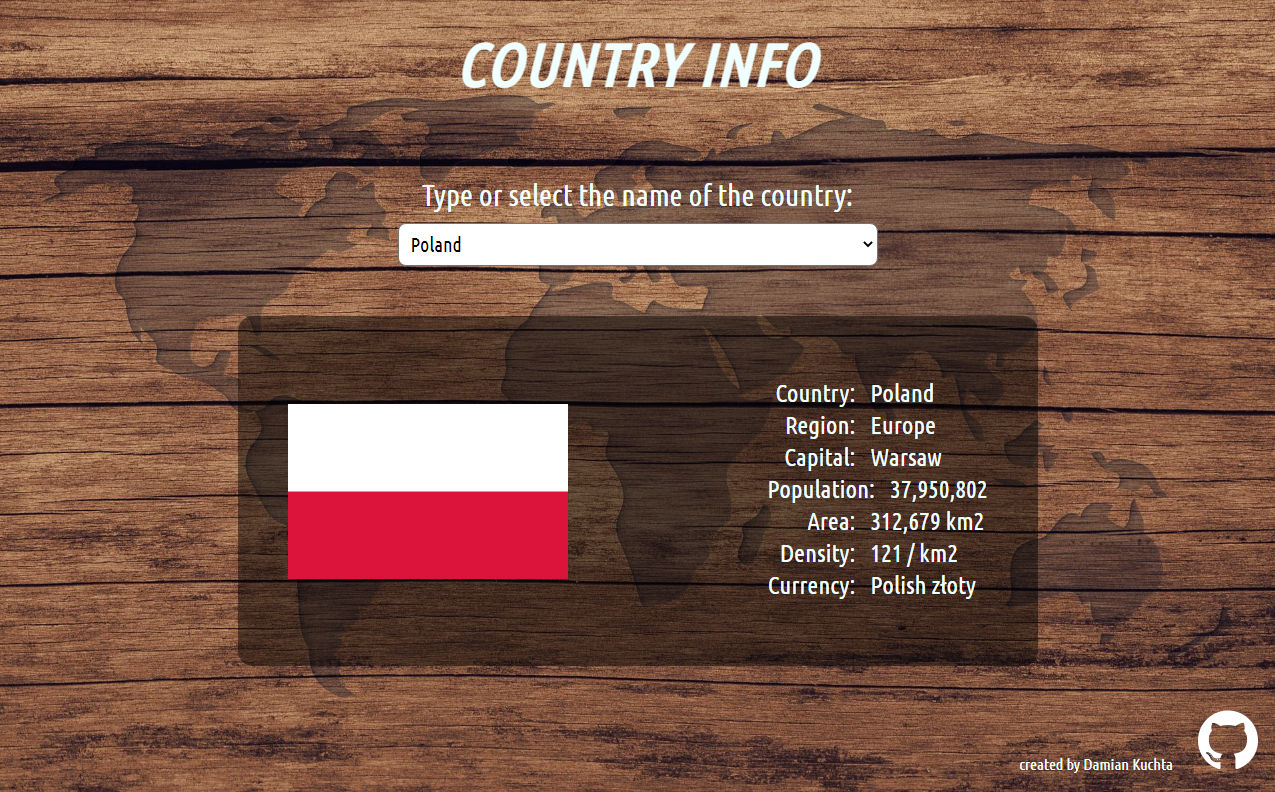 COUNTRY INFO
Type or select the name of the country:
Poland
Country: Poland
Region: Europe
Capital: Warsaw
Population: 37,950,802
Area: 312,679 km2
Density: 121 / km2
Currency: Polish złoty
created by Damian Kuchta